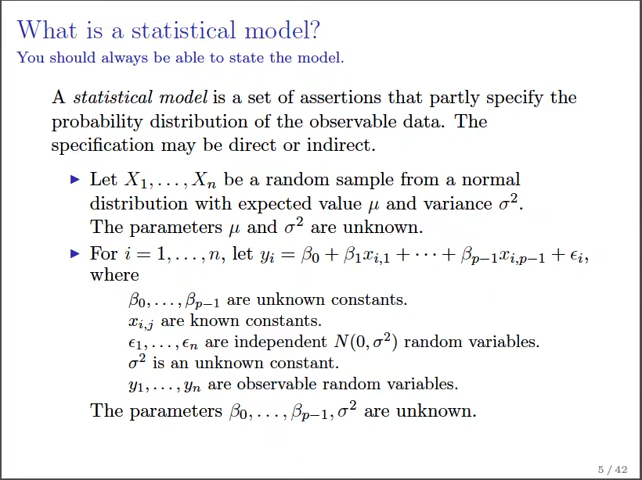 What is a statistical model?
You should always be able to state the model.
A statistical model is a set of assertions that partly specify the
probability distribution of the observable data. The
specification may be direct or indirect.
▶ Let X₁, . . . , Xₙ be a random sample from a normal
distribution with expected value μ and variance σ².
The parameters μ and σ² are unknown.
▶ For i = 1, . . . , n, let yᵢ = β₀ + β₁xᵢ,₁ + · · · + βₚ₋₁xᵢ,ₚ₋₁ + ϵᵢ,
where
β₀, . . . , βₚ₋₁ are unknown constants.
xᵢ,ⱼ are known constants.
ϵ₁, . . . , ϵₙ are independent N(0, σ²) random variables.
σ² is an unknown constant.
y₁, . . . , yₙ are observable random variables.
The parameters β₀, . . . , βₚ₋₁, σ² are unknown.
5 / 42